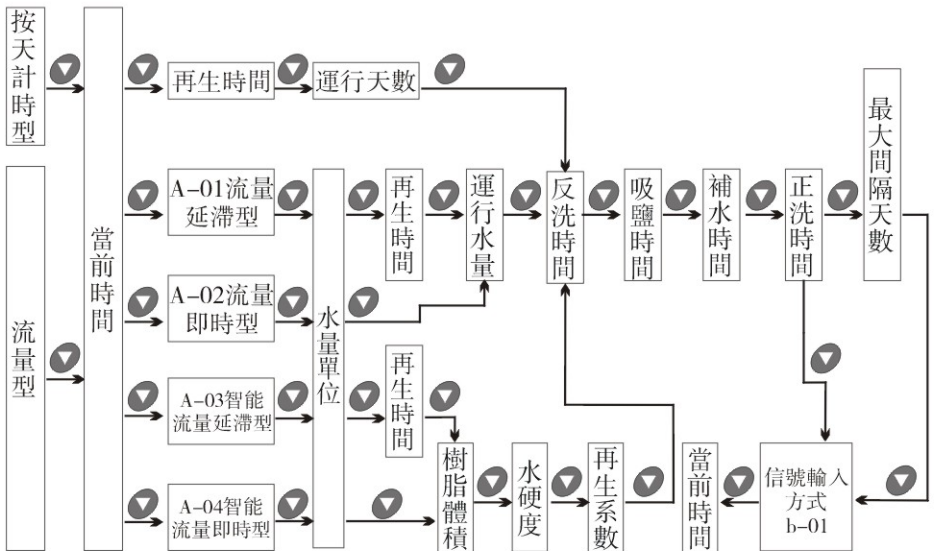 按天計時型
流量型
當前時間
再生時間
運行天數
A-01流量
延滯型
A-02流量
即時型
A-03智能
流量延滯型
A-04智能
流量即時型
水量單位
再生時間
運行水量
再生時間
樹脂體積
水硬度
再生系數
反洗時間
吸鹽時間
補水時間
正洗時間
最大間隔天數
信號輸入
方式
b-01
當前時間